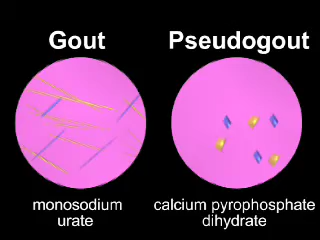 Gout
Pseudogout
monosodium
urate
calcium pyrophosphate
dihydrate